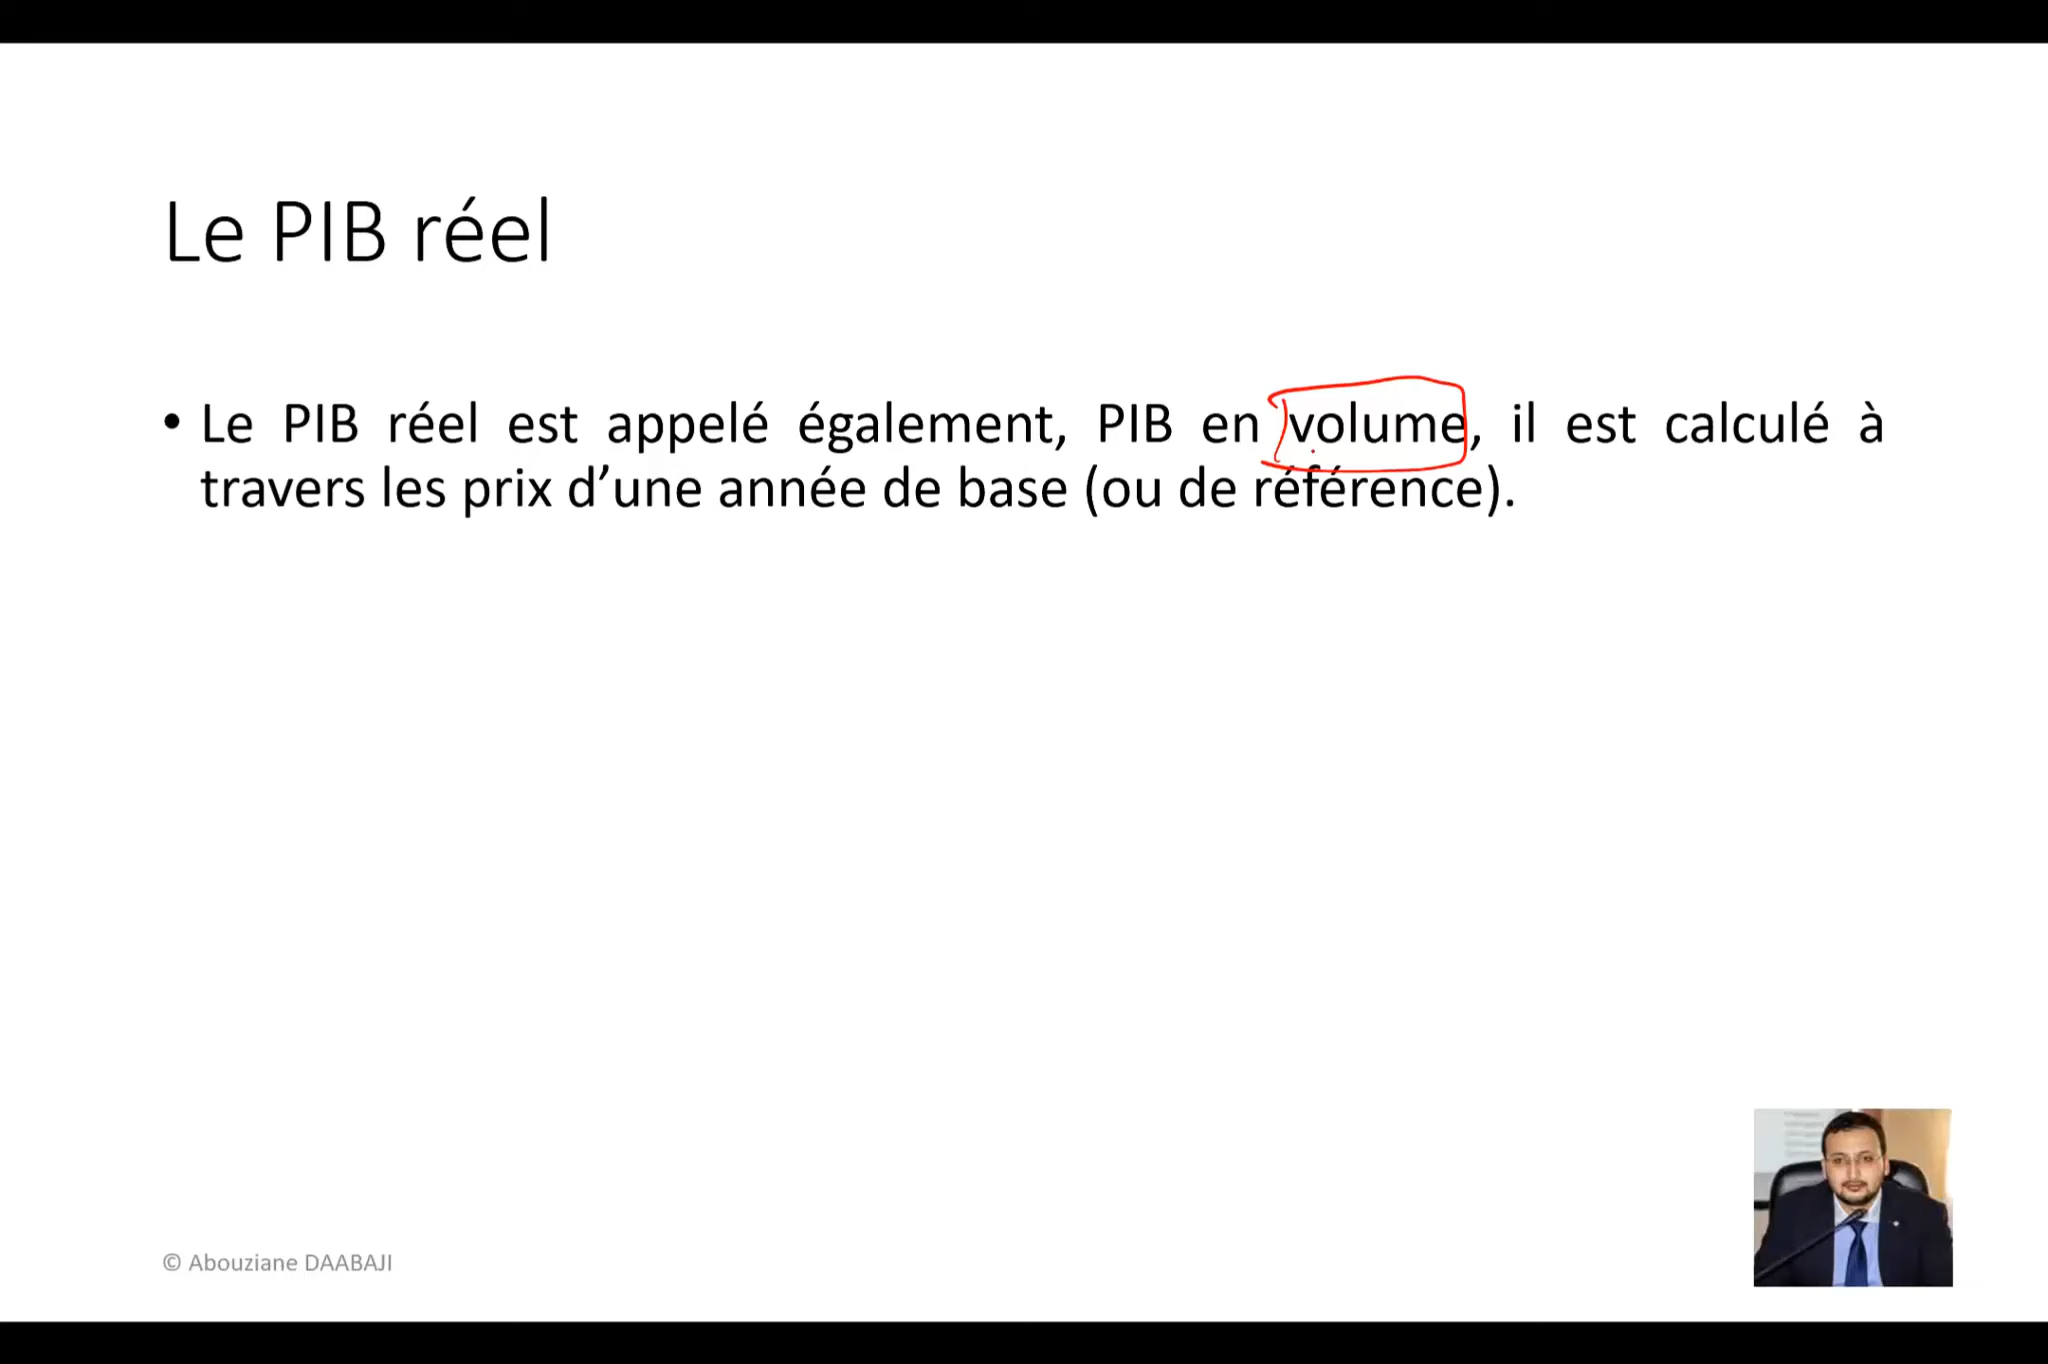 Le PIB réel
• Le PIB réel est appelé également, PIB en volume, il est calculé à
travers les prix d’une année de base (ou de référence).
© Abouziane DAABAJI